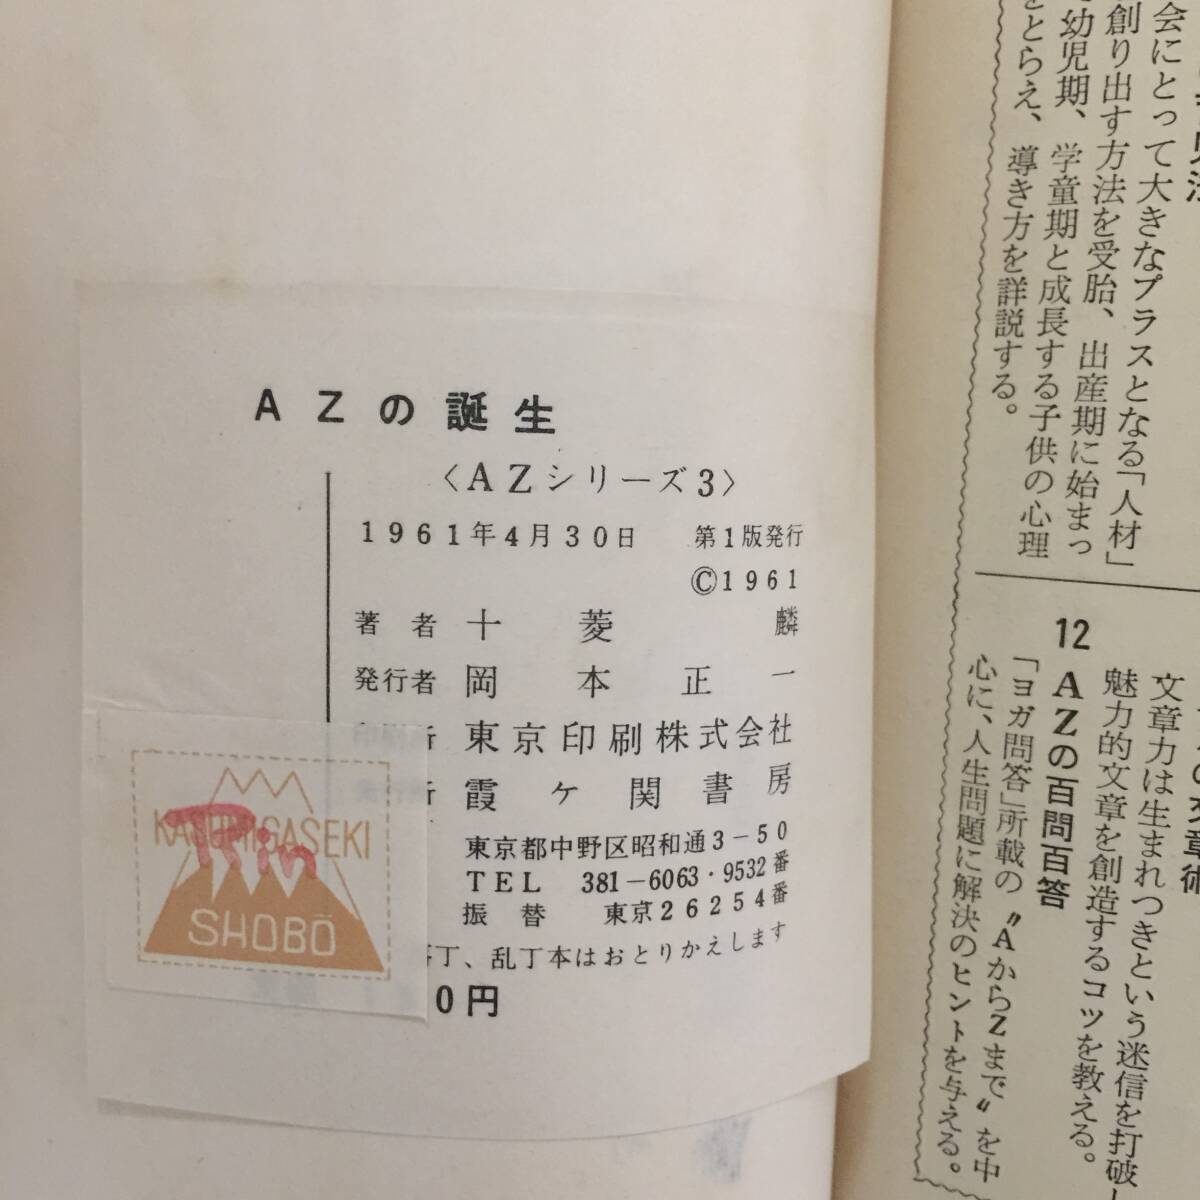 AZの誕生
〈AZシリーズ3〉
1961年4月30日 第1版発行
©1961
著者 十菱麟
発行者 岡本正一
印刷所 東京印刷株式会社
霞ケ関書房
東京都中野区昭和通3−50
TEL 381−6063・9532番
振替 東京26254番
落丁、乱丁本はおとりかえします
0円
KASUMIGASEKI
SHOBŌ
TRin
会にとって大きなプラスとなる「人材」
創り出す方法を受胎、出産期に始まっ
幼児期、学童期と成長する子供の心理
とらえ、導き方を詳説する。
文章術
文章力は生まれつきという迷信を打破し
魅力的文章を創造するコツを教える。
12 AZの百問百答
「ヨガ問答」所載の〝AからZまで〟を中
心に、人生問題に解決のヒントを与える。